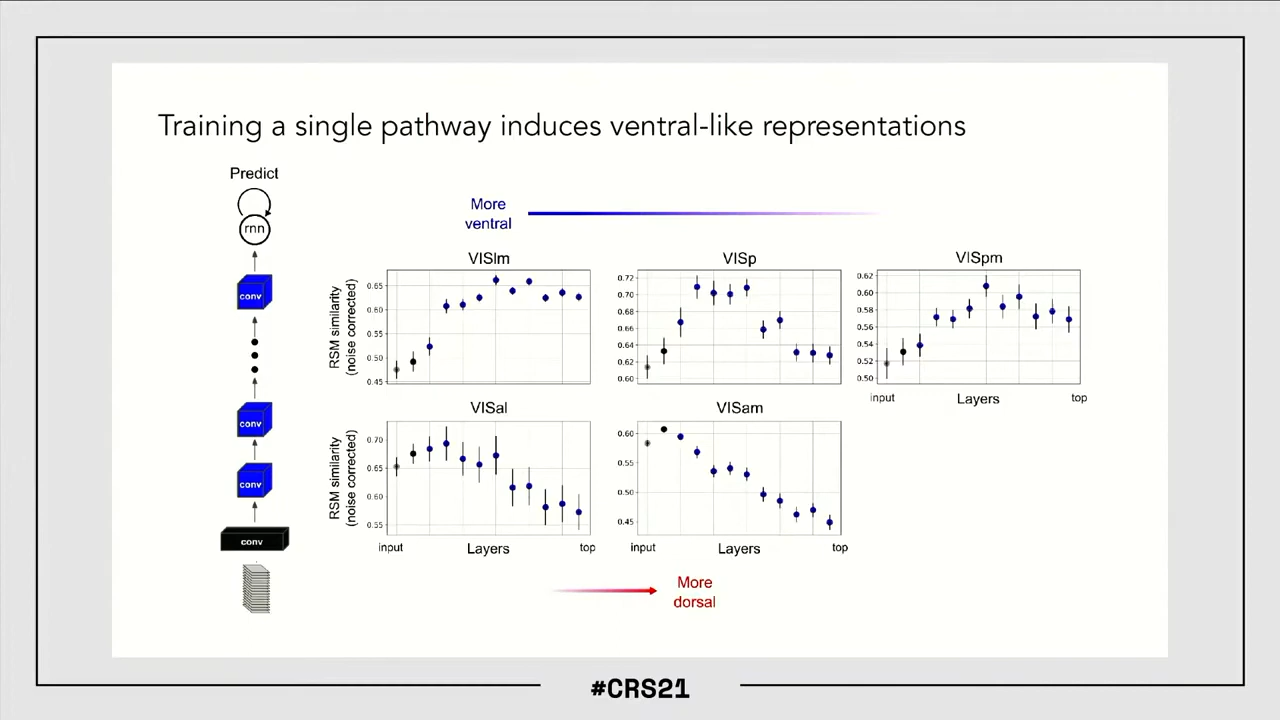 Training a single pathway induces ventral-like representations
Predict
rnn
conv
conv
conv
conv
More
ventral
VISlm
RSM similarity
(noise corrected)
0.65
0.60
0.55
0.50
0.45
VISp
0.72
0.70
0.68
0.66
0.64
0.62
0.60
VISpm
0.62
0.60
0.58
0.56
0.54
0.52
0.50
input
Layers
top
VISal
RSM similarity
(noise corrected)
0.70
0.65
0.60
0.55
input
Layers
top
VISam
0.60
0.55
0.50
0.45
input
Layers
top
More
dorsal
#CRS21